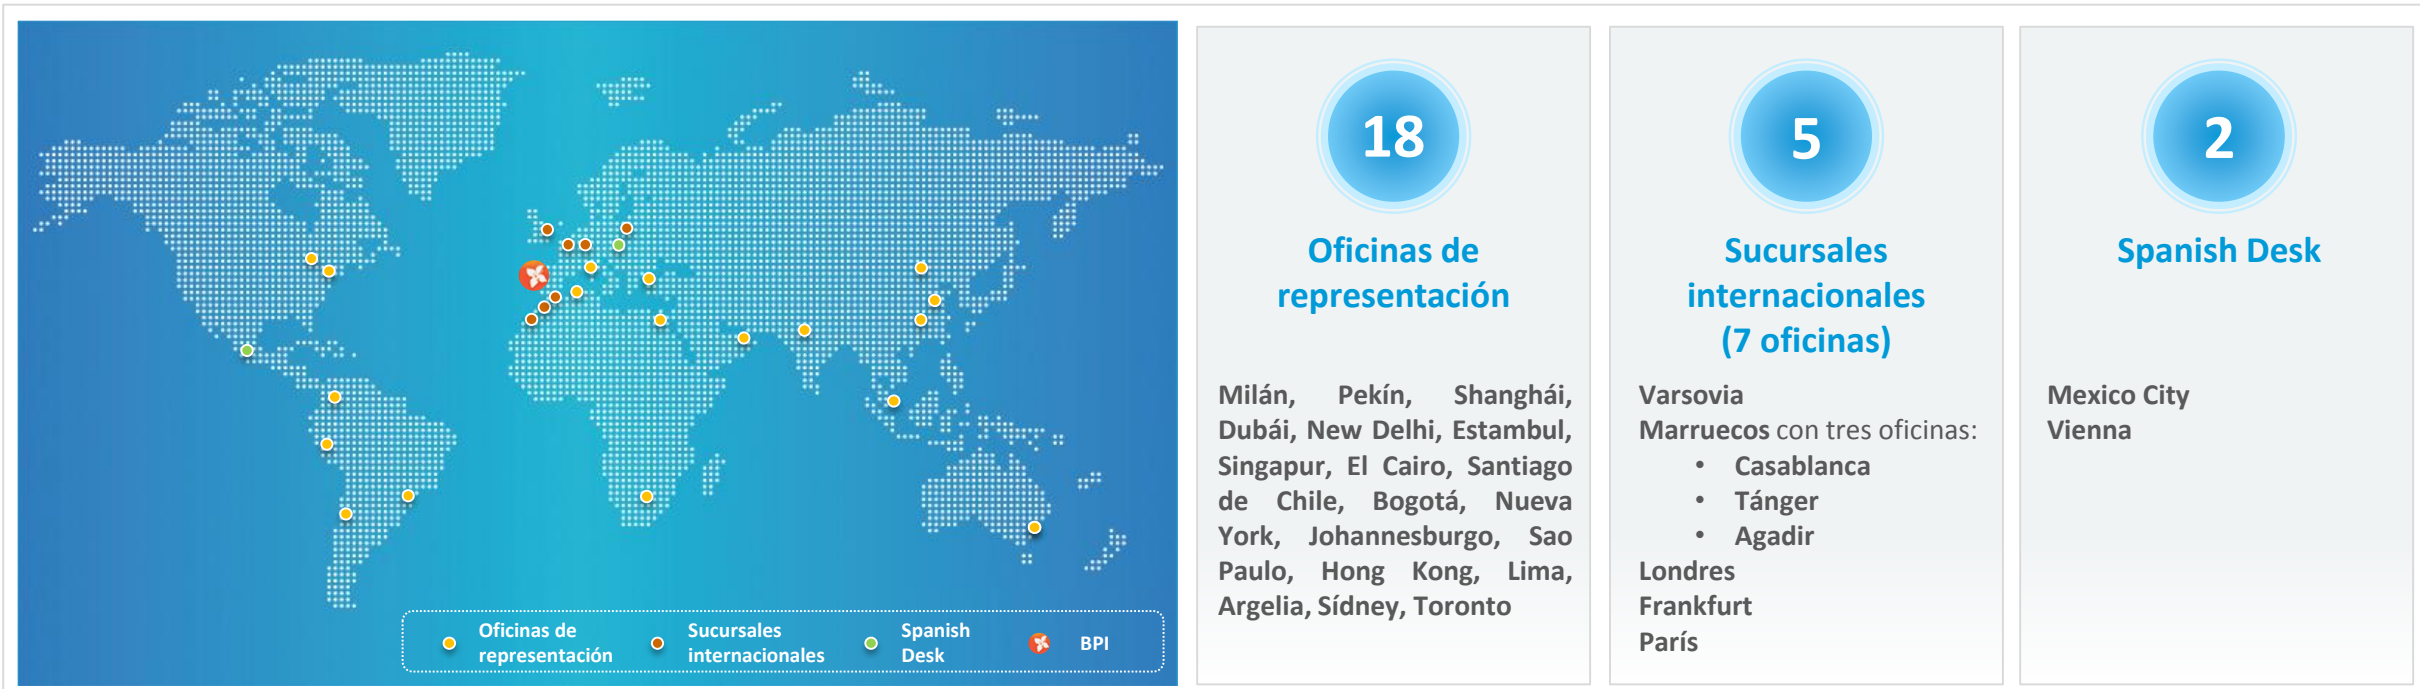 Oficinas de
representación
Sucursales
internacionales
Spanish
Desk
BPI
18
Oficinas de
representación
Milán, Pekín, Shanghái,
Dubái, New Delhi, Estambul,
Singapur, El Cairo, Santiago
de Chile, Bogotá, Nueva
York, Johannesburgo, Sao
Paulo, Hong Kong, Lima,
Argelia, Sídney, Toronto
5
Sucursales
internacionales
(7 oficinas)
Varsovia
Marruecos con tres oficinas:
• Casablanca
• Tánger
• Agadir
Londres
Frankfurt
París
2
Spanish Desk
Mexico City
Vienna